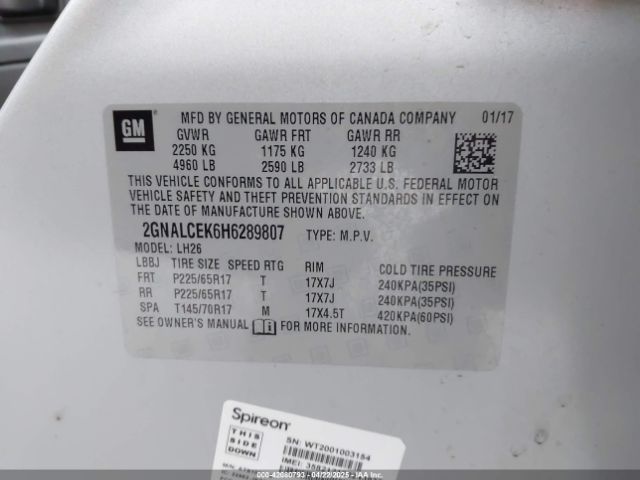 GM
MFD BY GENERAL MOTORS OF CANADA COMPANY 01/17
GVWR GAWR FRT GAWR RR
2250 KG 1175 KG 1240 KG
4960 LB 2590 LB 2733 LB
THIS VEHICLE CONFORMS TO ALL APPLICABLE U.S. FEDERAL MOTOR
VEHICLE SAFETY AND THEFT PREVENTION STANDARDS IN EFFECT ON
THE DATE OF MANUFACTURE SHOWN ABOVE.
2GNALCEK6H6289807 TYPE: M.P.V.
MODEL: LH26
LBBJ TIRE SIZE SPEED RTG RIM COLD TIRE PRESSURE
FRT P225/65R17 T 17X7J 240KPA(35PSI)
RR P225/65R17 T 17X7J 240KPA(35PSI)
SPA T145/70R17 M 17X4.5T 420KPA(60PSI)
SEE OWNER'S MANUAL FOR MORE INFORMATION.
Spireon
THIS
SIDE
DOWN
SN: WT2001003154
IMEI:
© 42080793 - 04/22/2025 - IAAI/IMPACT AUTO